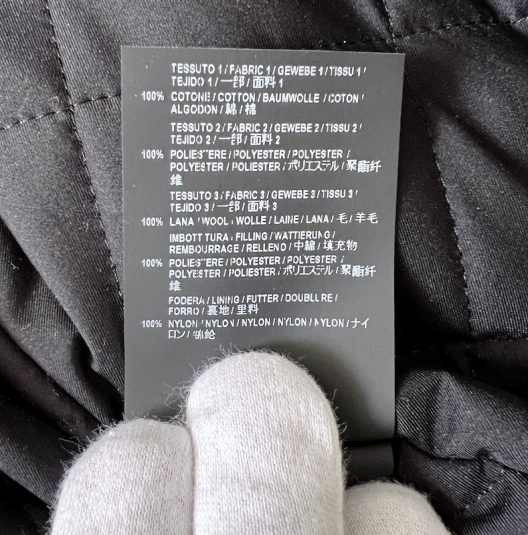 TESSUTO 1 / FABRIC 1 / GEWEBE 1 / TISSU 1 /
TEJIDO 1 / 一部 / 面料 1
100% COTONE / COTTON / BAUMWOLLE / COTON /
ALGODON / 綿 / 棉
TESSUTO 2 / FABRIC 2 / GEWEBE 2 / TISSU 2 /
TEJIDO 2 / 一部 / 面料 2
100% POLIESTERE / POLYESTER / POLYESTER /
POLYESTER / POLIESTER / ポリエステル / 聚酯纤
维
TESSUTO 3 / FABRIC 3 / GEWEBE 3 / TISSU 3 /
TEJIDO 3 / 一部 / 面料 3
100% LANA / WOOL / WOLLE / LAINE / LANA / 毛 / 羊毛
IMBOTTITURA / FILLING / WATTIERUNG /
REMBOURRAGE / RELLENO / 中綿 / 填充物
100% POLIESTERE / POLYESTER / POLYESTER /
POLYESTER / POLIESTER / ポリエステル / 聚酯纤
维
FODERA / LINING / FUTTER / DOUBLURE /
FORRO / 裏地 / 里料
100% NYLON / NYLON / NYLON / NYLON / NYLON / ナイ
ロン / 锦纶